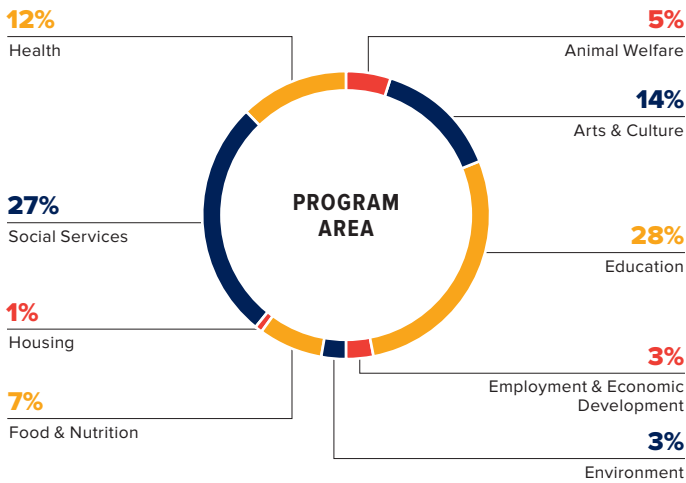 12%
Health
5%
Animal Welfare
14%
Arts & Culture
27%
Social Services
PROGRAM
AREA
28%
Education
1%
Housing
3%
Employment & Economic
Development
7%
Food & Nutrition
3%
Environment